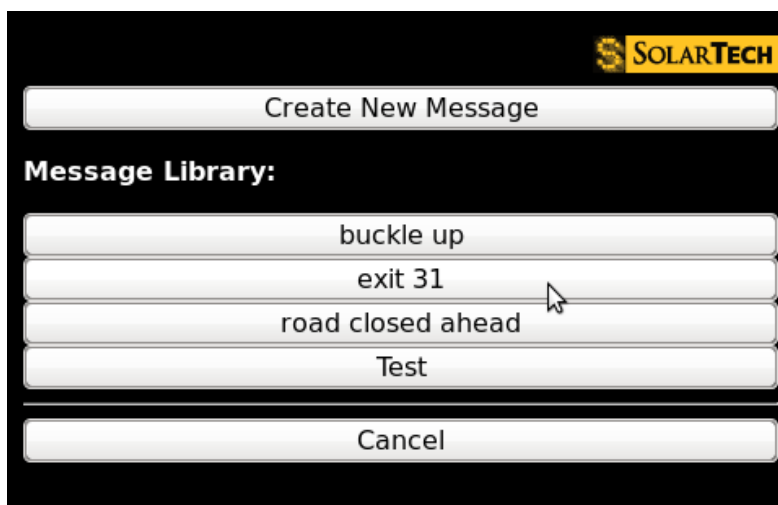 SOLARTECH
Create New Message
Message Library:
buckle up
exit 31
road closed ahead
Test
Cancel